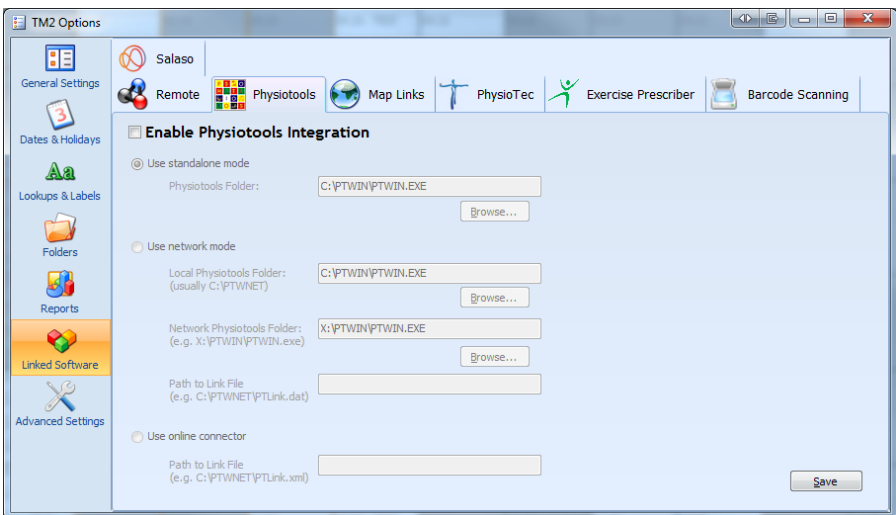 TM2 Options
General Settings
Dates & Holidays
Lookups & Labels
Folders
Reports
Linked Software
Advanced Settings
Salaso
Remote
Physiotools
Map Links
PhysioTec
Exercise Prescriber
Barcode Scanning
Enable Physiotools Integration
Use standalone mode
Physiotools Folder:
C:\PTWIN\PTWIN.EXE
Browse...
Use network mode
Local Physiotools Folder:
(usually C:\PTWNET)
C:\PTWIN\PTWIN.EXE
Browse...
Network Physiotools Folder:
(e.g. X:\PTWIN\PTWIN.exe)
X:\PTWIN\PTWIN.EXE
Browse...
Path to Link File
(e.g. C:\PTWNET\PTLink.dat)
Use online connector
Path to Link File
(e.g. C:\PTWNET\PTLink.xml)
Save